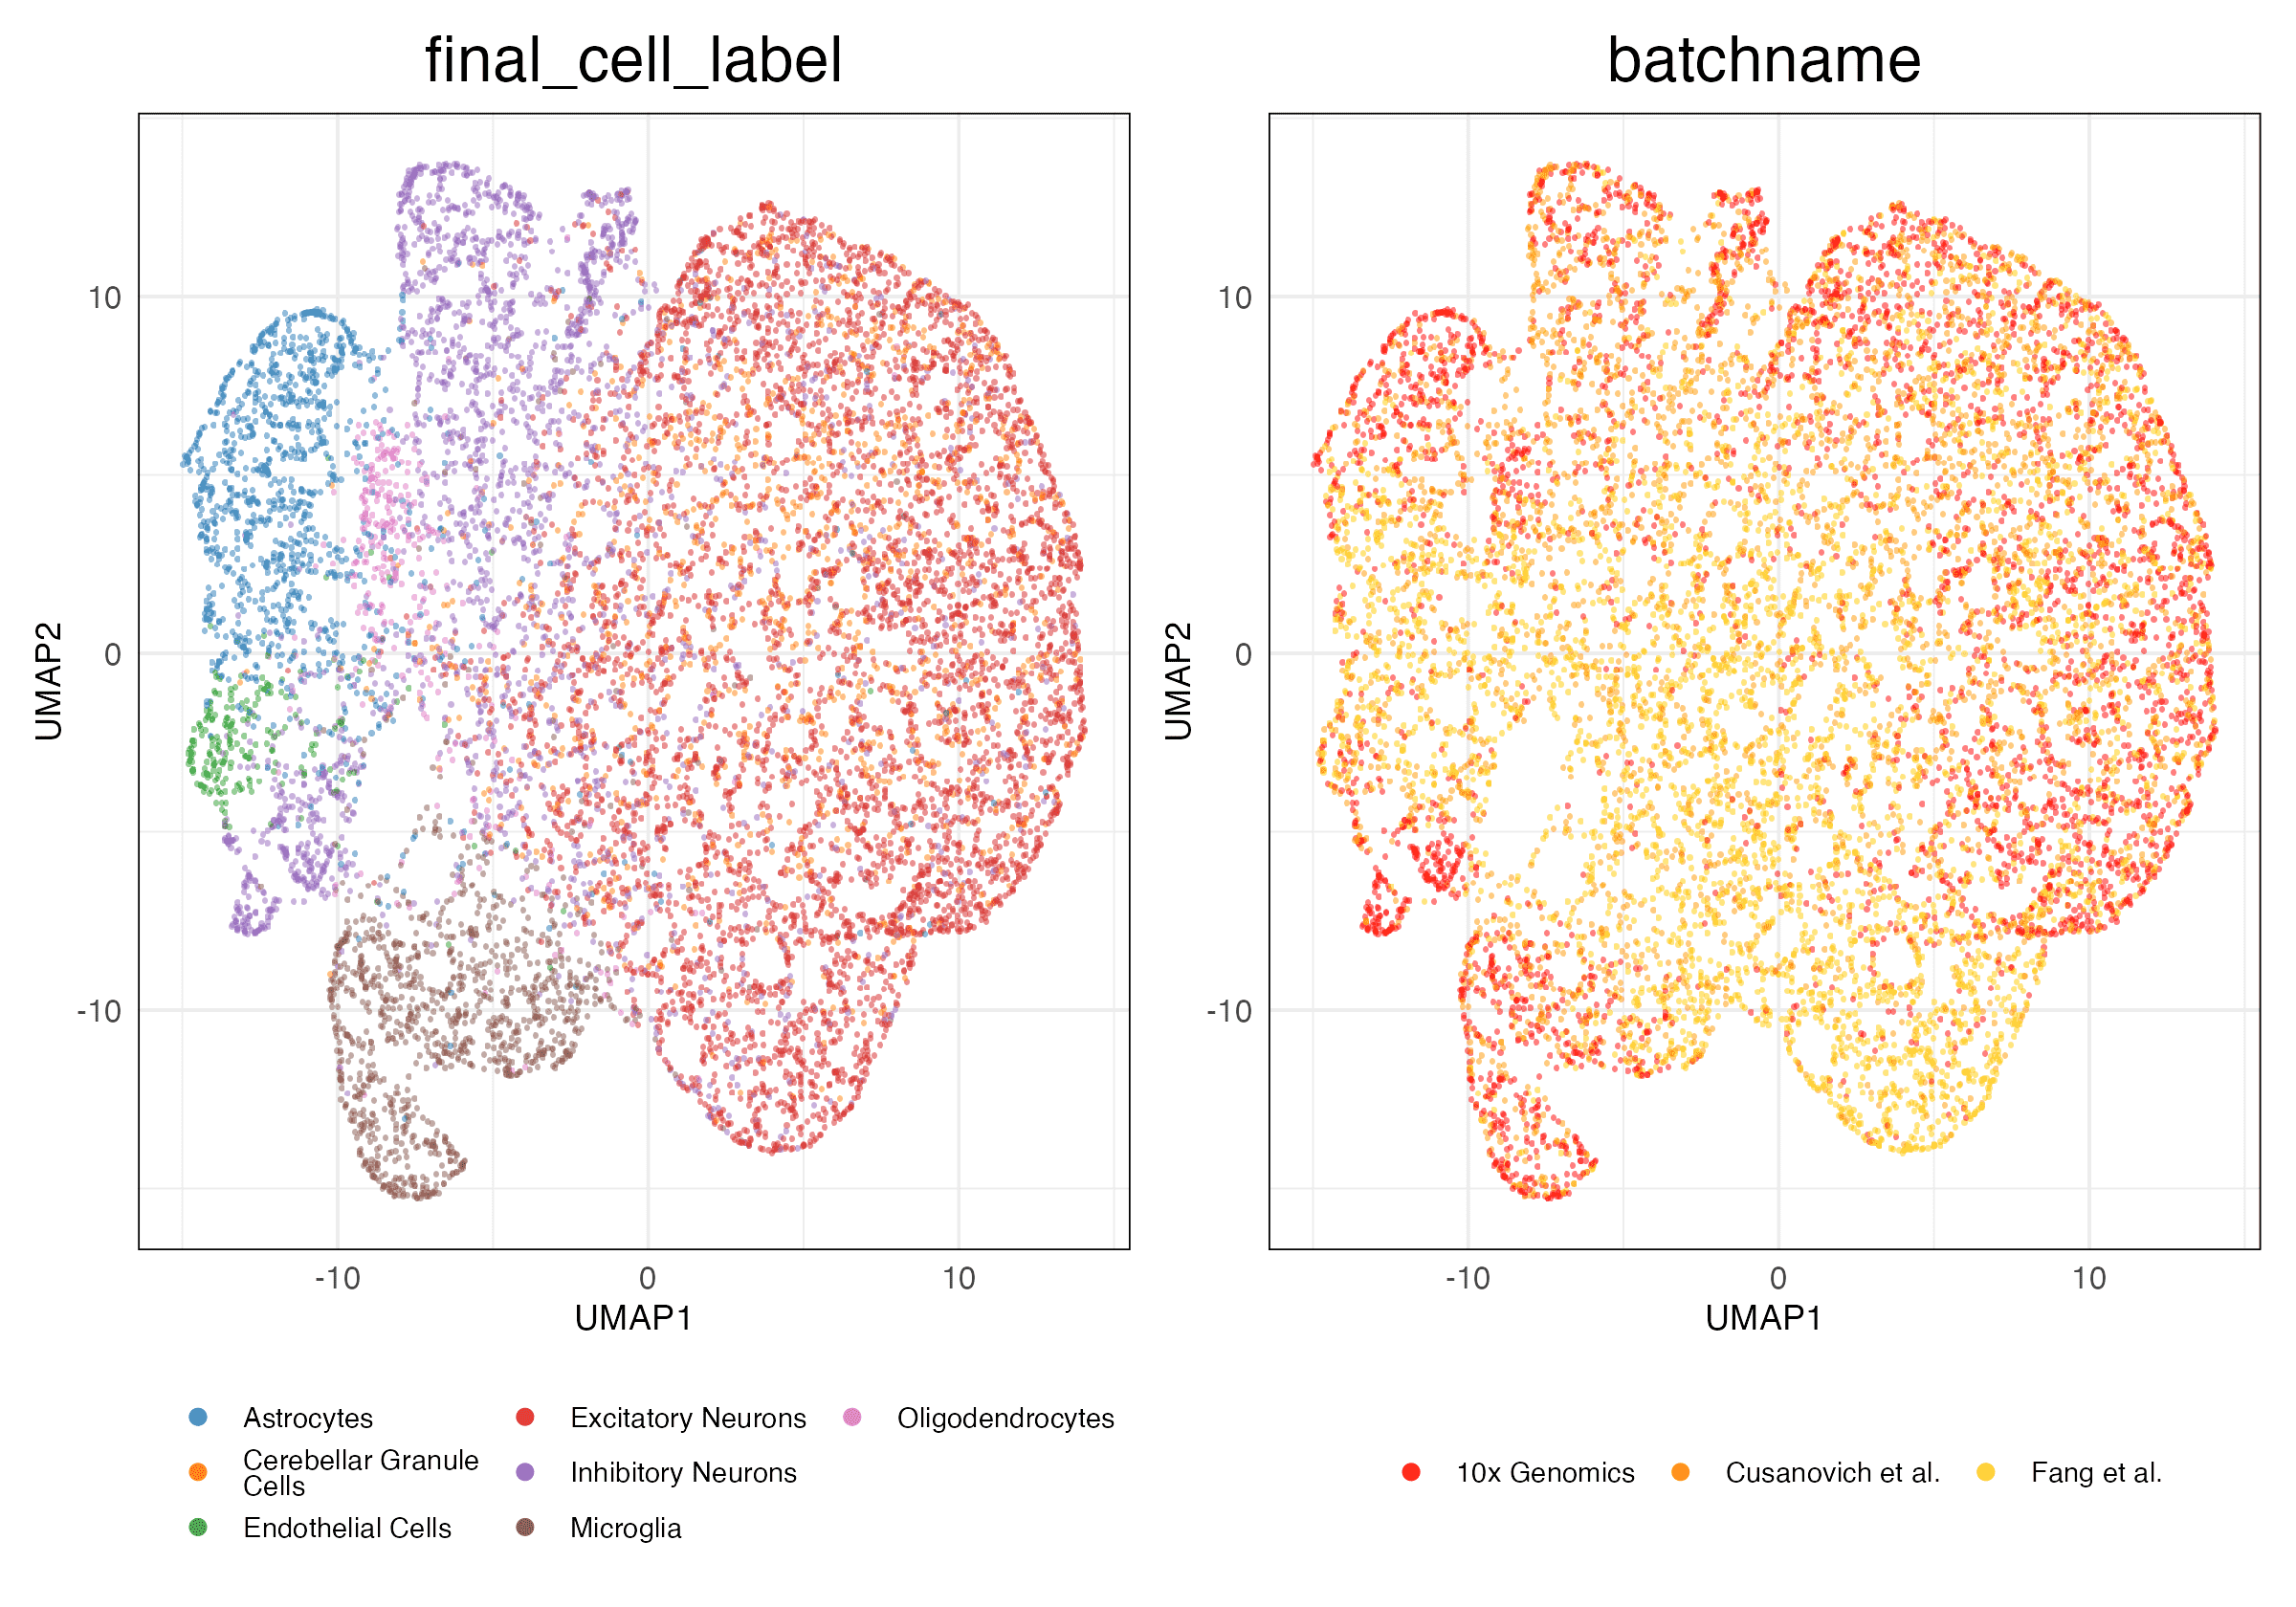 final_cell_label
batchname
10
0
-10
UMAP2
-10
0
10
UMAP1
10
0
-10
UMAP2
-10
0
10
UMAP1
Astrocytes
Cerebellar Granule
Cells
Endothelial Cells
Excitatory Neurons
Inhibitory Neurons
Microglia
Oligodendrocytes
10x Genomics
Cusanovich et al.
Fang et al.